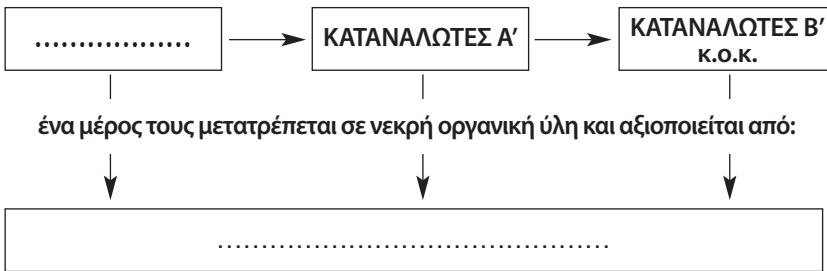 .................. ΚΑΤΑΝΑΛΩΤΕΣ Α’ ΚΑΤΑΝΑΛΩΤΕΣ Β’
κ.ο.κ.
ένα μέρος τους μετατρέπεται σε νεκρή οργανική ύλη και αξιοποιείται από:
.............................................